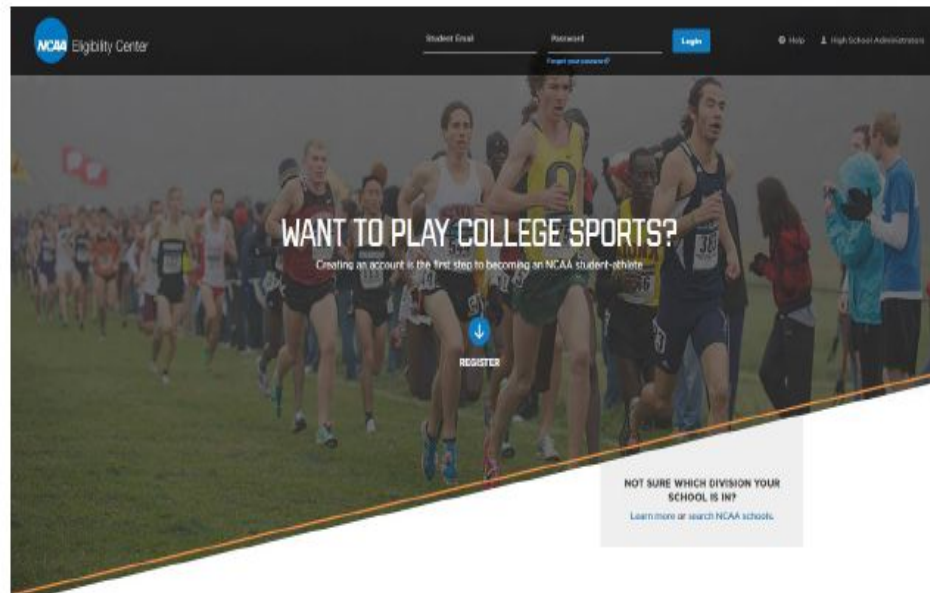 NCAA Eligibility Center
Student Email
Password
Login
Help
High School Administrators
Forgot your password?
WANT TO PLAY COLLEGE SPORTS?
Creating an account is the first step to becoming an NCAA student-athlete
REGISTER
NOT SURE WHICH DIVISION YOUR
SCHOOL IS IN?
Learn more or search NCAA schools.